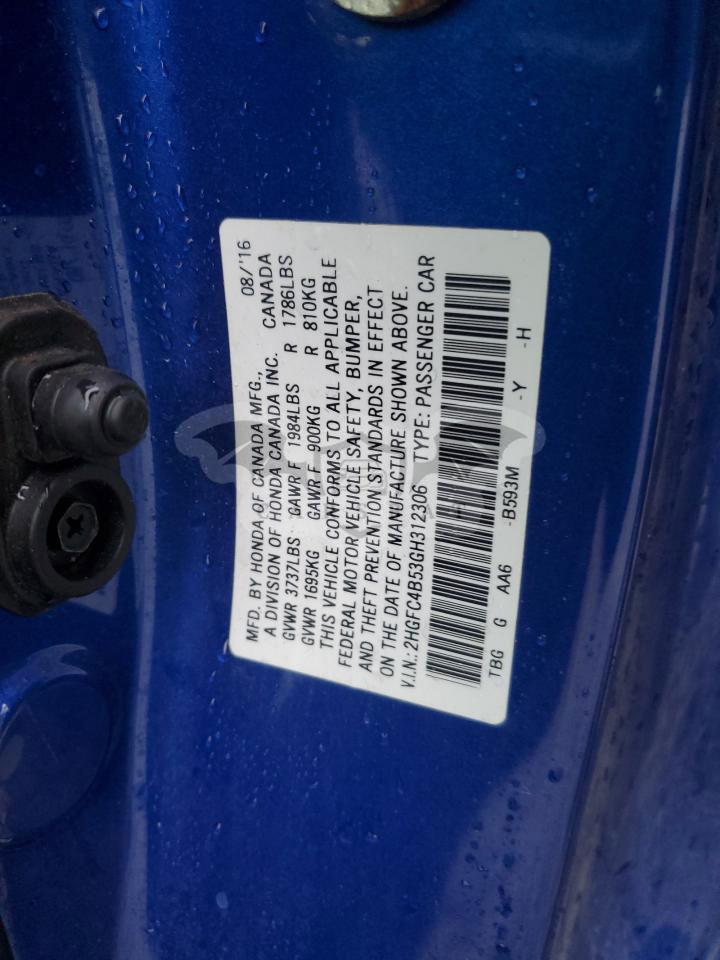 MFD. BY HONDA OF CANADA MFG., 08/'16
A DIVISION OF HONDA CANADA INC. CANADA
GVWR 3737LBS GAWR F 1984LBS R 1786LBS
GVWR 1695KG GAWR F 900KG R 810KG
THIS VEHICLE CONFORMS TO ALL APPLICABLE
FEDERAL MOTOR VEHICLE SAFETY, BUMPER,
AND THEFT PREVENTION STANDARDS IN EFFECT
ON THE DATE OF MANUFACTURE SHOWN ABOVE.
V.I.N.: 2HGFC4B53GH312306 TYPE: PASSENGER CAR
TBG G AA6 -B593M -Y -H